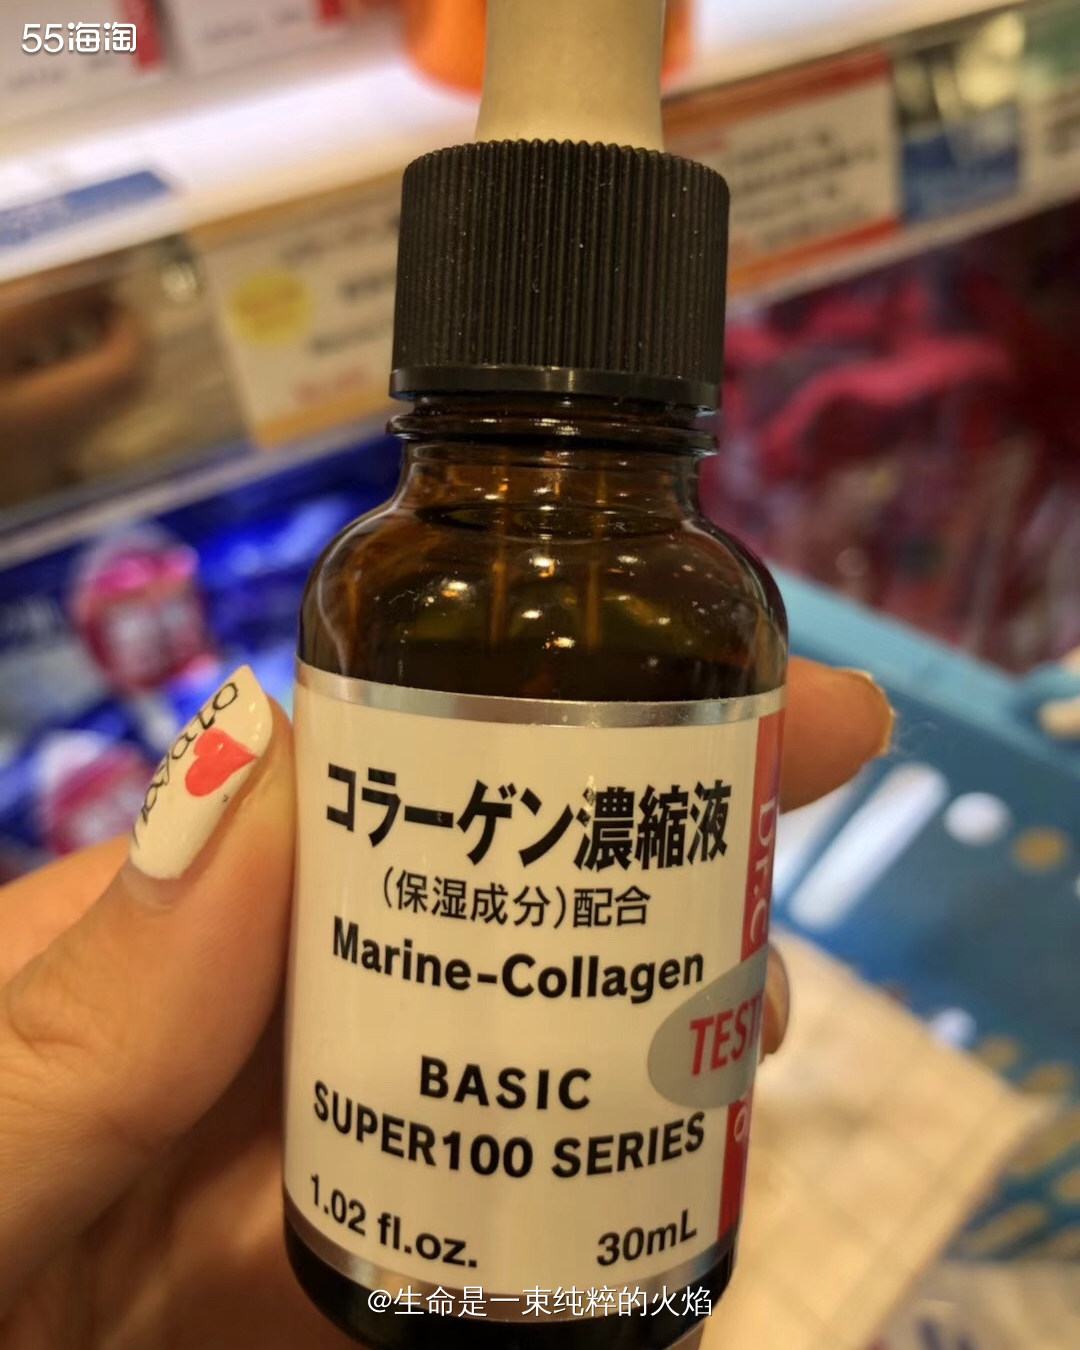 55海淘
コラーゲン濃縮液
(保湿成分)配合
Marine-Collagen
Dr.C
TEST
BASIC
SUPER100 SERIES
1.02 fl.oz.
30mL
@生命是一束纯粹的火焰